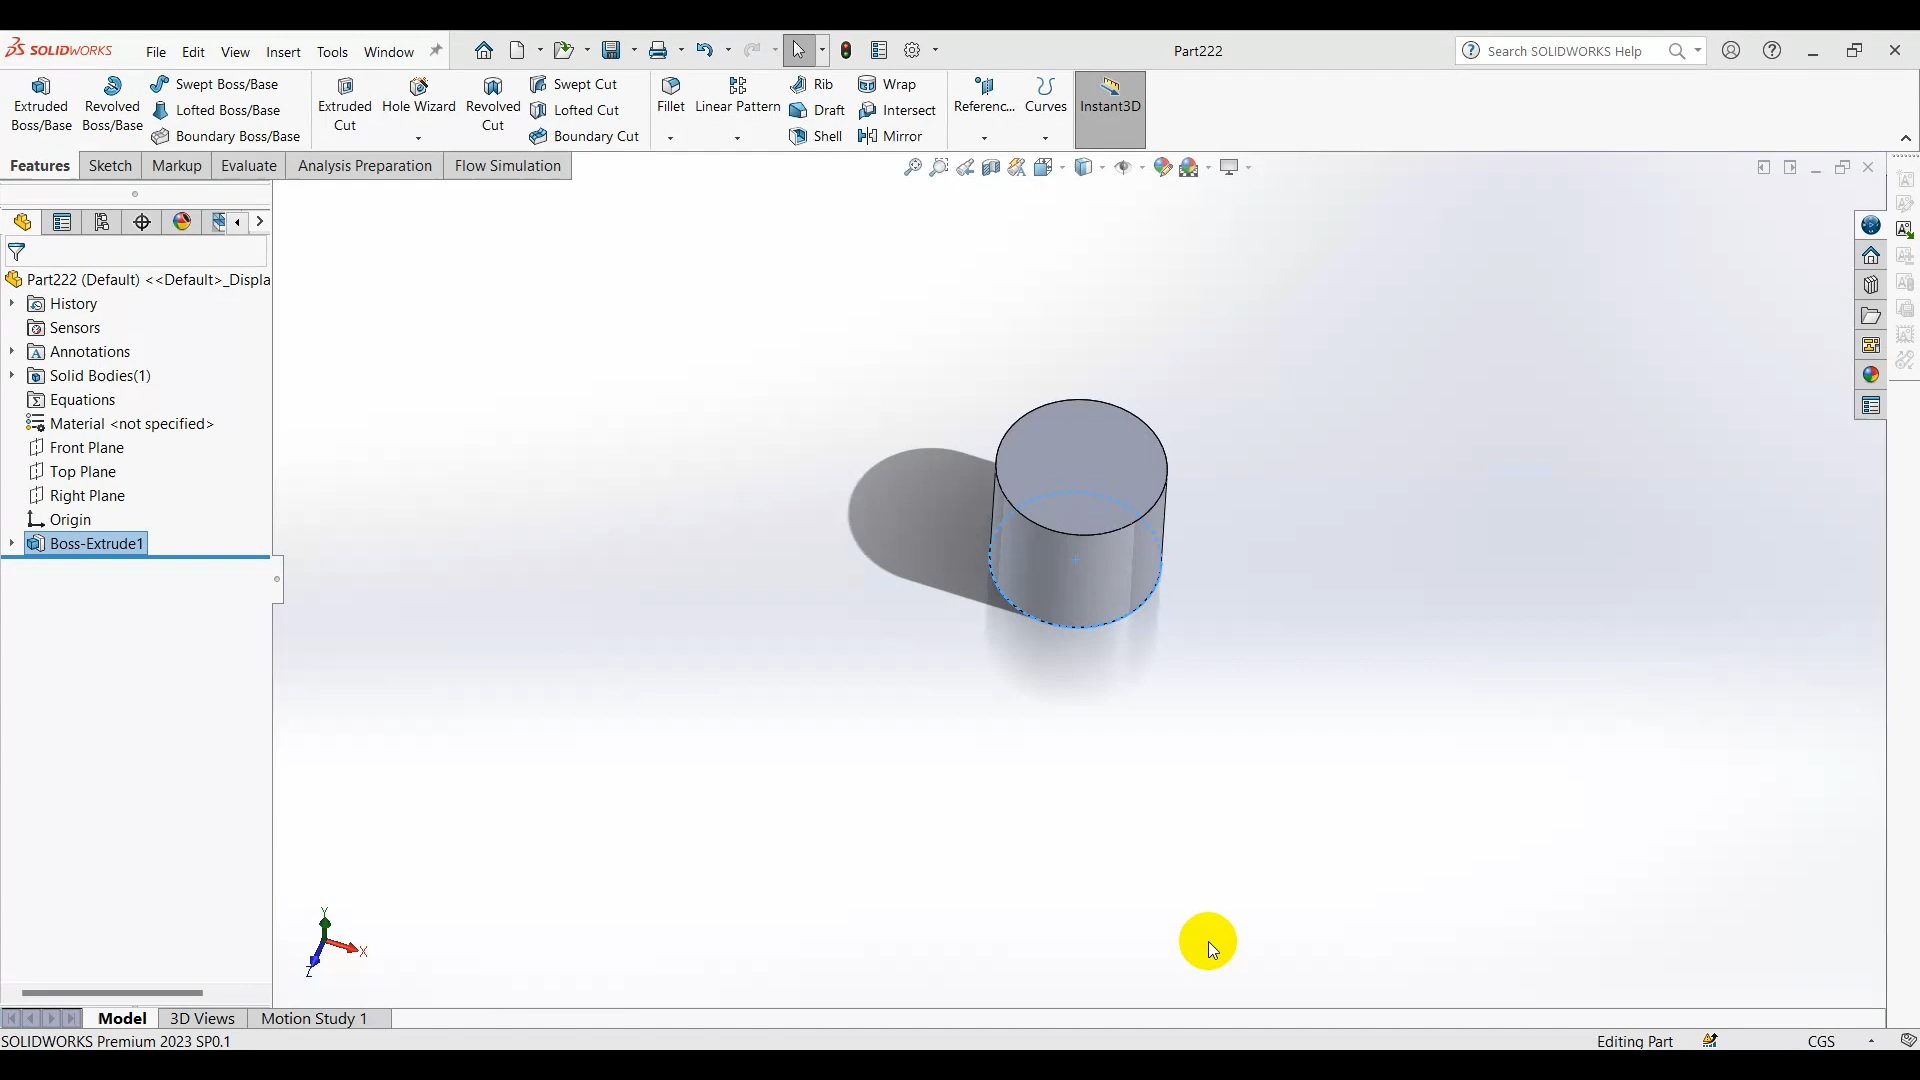 SOLIDWORKS File Edit View Insert Tools Window Part222 Search SOLIDWORKS Help
Extruded Boss/Base
Revolved Boss/Base
Swept Boss/Base
Lofted Boss/Base
Boundary Boss/Base
Extruded Cut
Hole Wizard
Revolved Cut
Swept Cut
Lofted Cut
Boundary Cut
Fillet
Linear Pattern
Rib
Draft
Shell
Wrap
Intersect
Mirror
Referenc...
Curves
Instant3D
Features Sketch Markup Evaluate Analysis Preparation Flow Simulation
Part222 (Default) <<Default>_Displa
History
Sensors
Annotations
Solid Bodies(1)
Equations
Material <not specified>
Front Plane
Top Plane
Right Plane
Origin
Boss-Extrude1
Y
X
Z
Model 3D Views Motion Study 1
SOLIDWORKS Premium 2023 SP0.1 Editing Part CGS